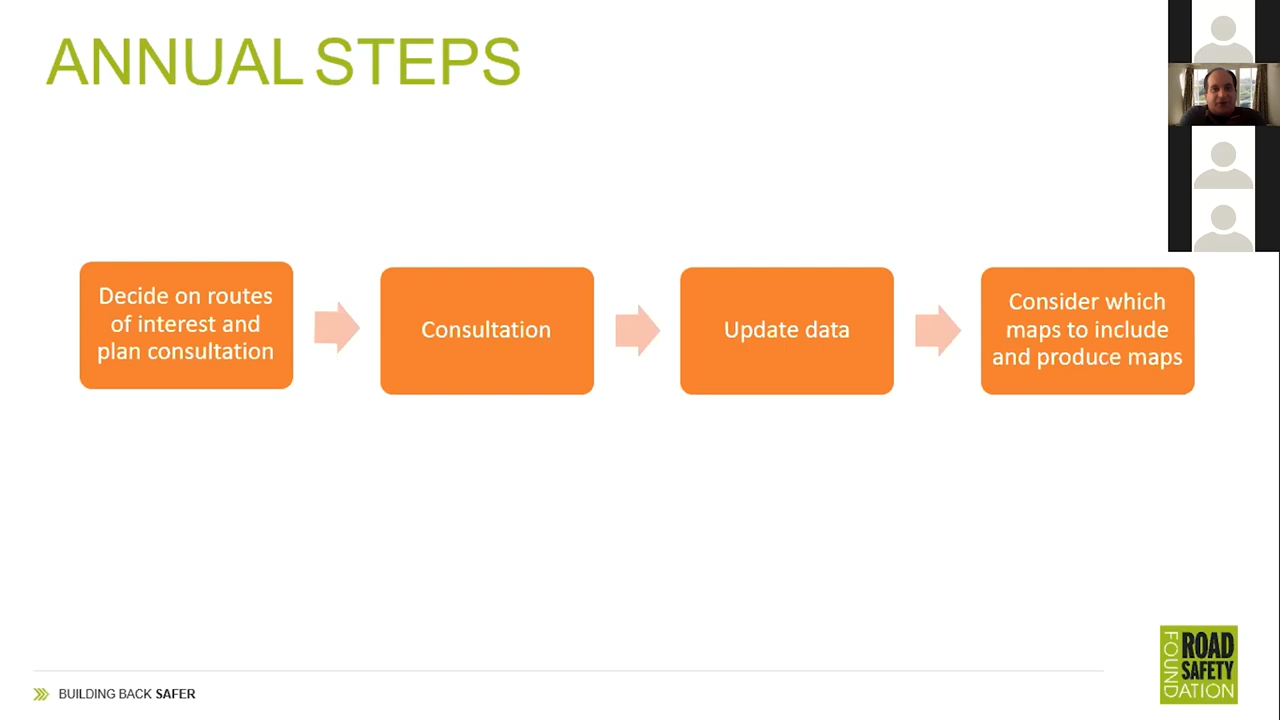 ANNUAL STEPS
Decide on routes
of interest and
plan consultation
Consultation
Update data
Consider which
maps to include
and produce maps
BUILDING BACK SAFER
FOUNDATION
ROAD
SAFETY